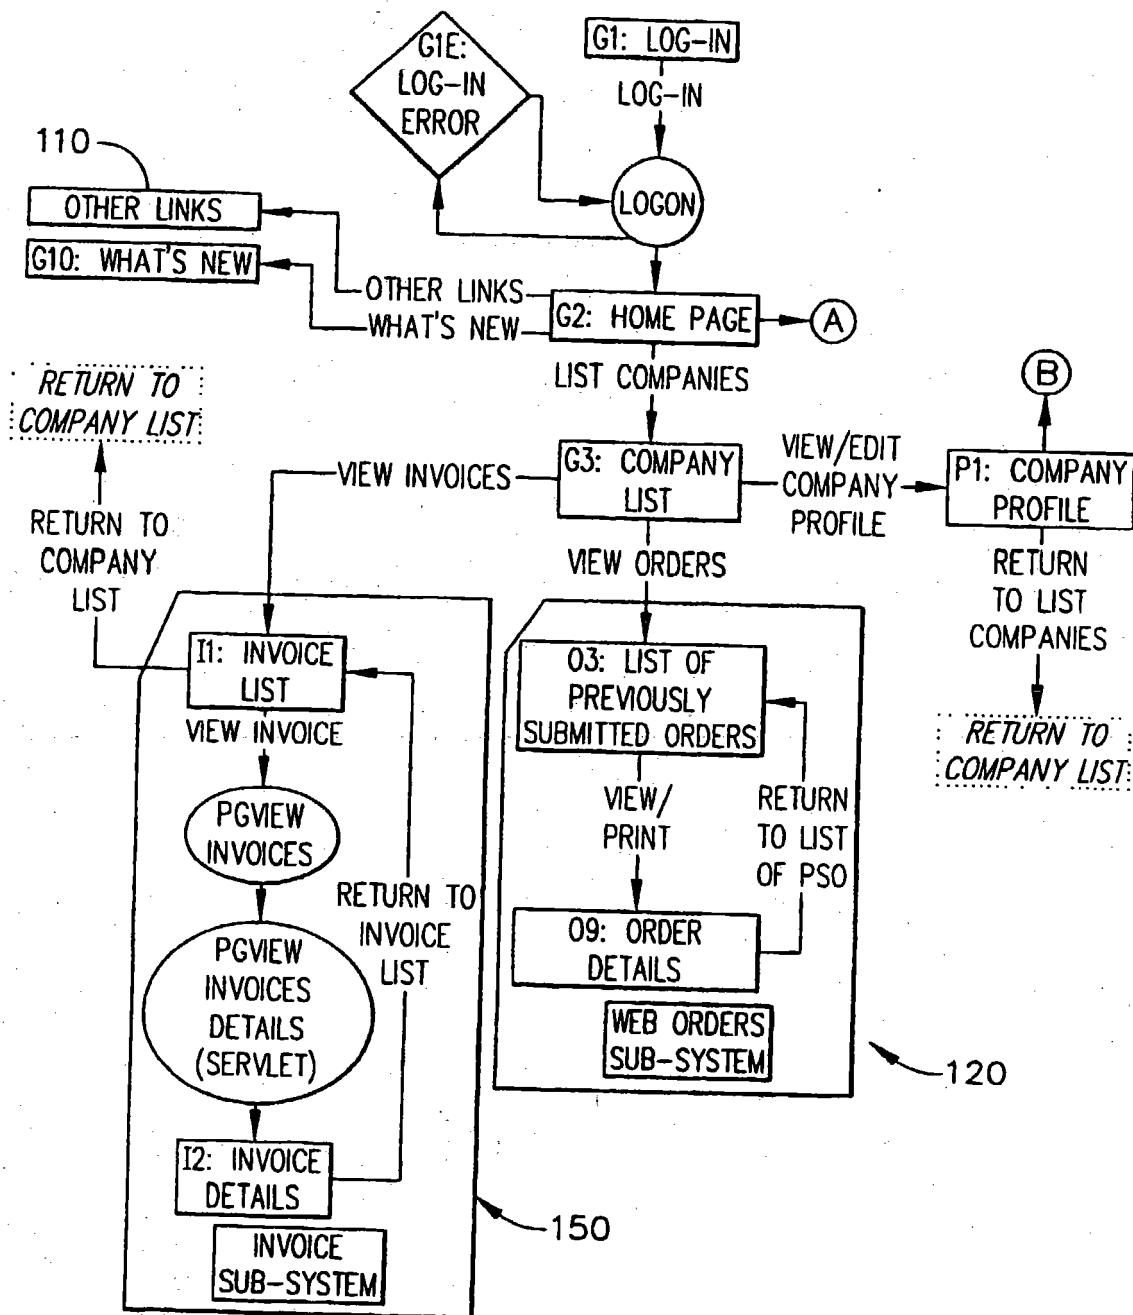 G1E:
LOG-IN
ERROR
G1: LOG-IN
LOG-IN
110
LOGON
OTHER LINKS
G10: WHAT'S NEW
OTHER LINKS
WHAT'S NEW
G2: HOME PAGE
A
LIST COMPANIES
RETURN TO
COMPANY LIST
B
VIEW INVOICES
G3: COMPANY
LIST
VIEW/EDIT
COMPANY
PROFILE
P1: COMPANY
PROFILE
RETURN TO
COMPANY
LIST
VIEW ORDERS
RETURN
TO LIST
COMPANIES
I1: INVOICE
LIST
VIEW INVOICE
O3: LIST OF
PREVIOUSLY
SUBMITTED ORDERS
RETURN TO
COMPANY LIST
PGVIEW
INVOICES
VIEW/
PRINT
RETURN
TO LIST
OF PSO
RETURN TO
INVOICE
LIST
PGVIEW
INVOICES
DETAILS
(SERVLET)
O9: ORDER
DETAILS
WEB ORDERS
SUB-SYSTEM
120
I2: INVOICE
DETAILS
150
INVOICE
SUB-SYSTEM